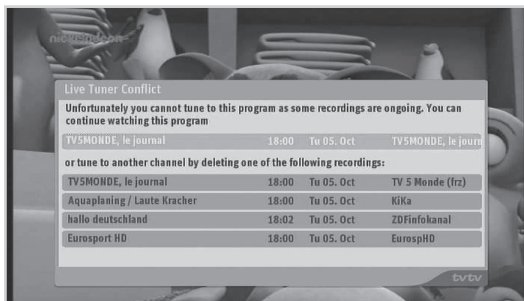 nickelodeon
Live Tuner Conflict
Unfortunately you cannot tune to this program as some recordings are ongoing. You can
continue watching this program
TV5MONDE, le journal 18:00 Tu 05. Oct TV5MONDE, le journ
or tune to another channel by deleting one of the following recordings:
TV5MONDE, le journal 18:00 Tu 05. Oct TV 5 Monde (frz)
Aquaplaning / Laute Kracher 18:00 Tu 05. Oct KiKa
hallo deutschland 18:02 Tu 05. Oct ZDFinfokanal
Eurosport HD 18:00 Tu 05. Oct EurospHD
tvtv